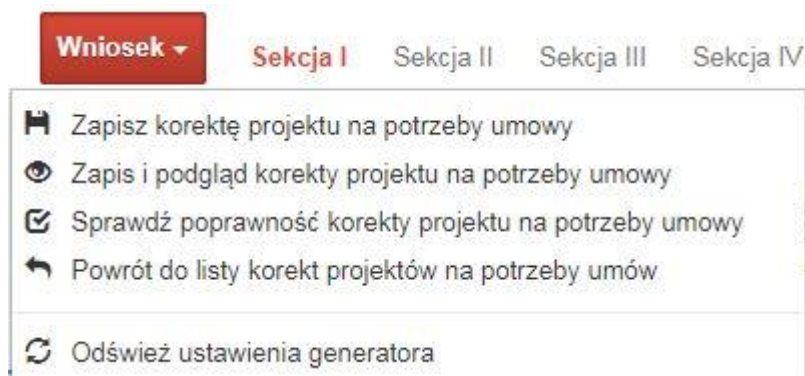 Wniosek Sekcja I Sekcja II Sekcja III Sekcja IV
Zapisz korektę projektu na potrzeby umowy
Zapis i podgląd korekty projektu na potrzeby umowy
Sprawdź poprawność korekty projektu na potrzeby umowy
Powrót do listy korekt projektów na potrzeby umów
Odśwież ustawienia generatora